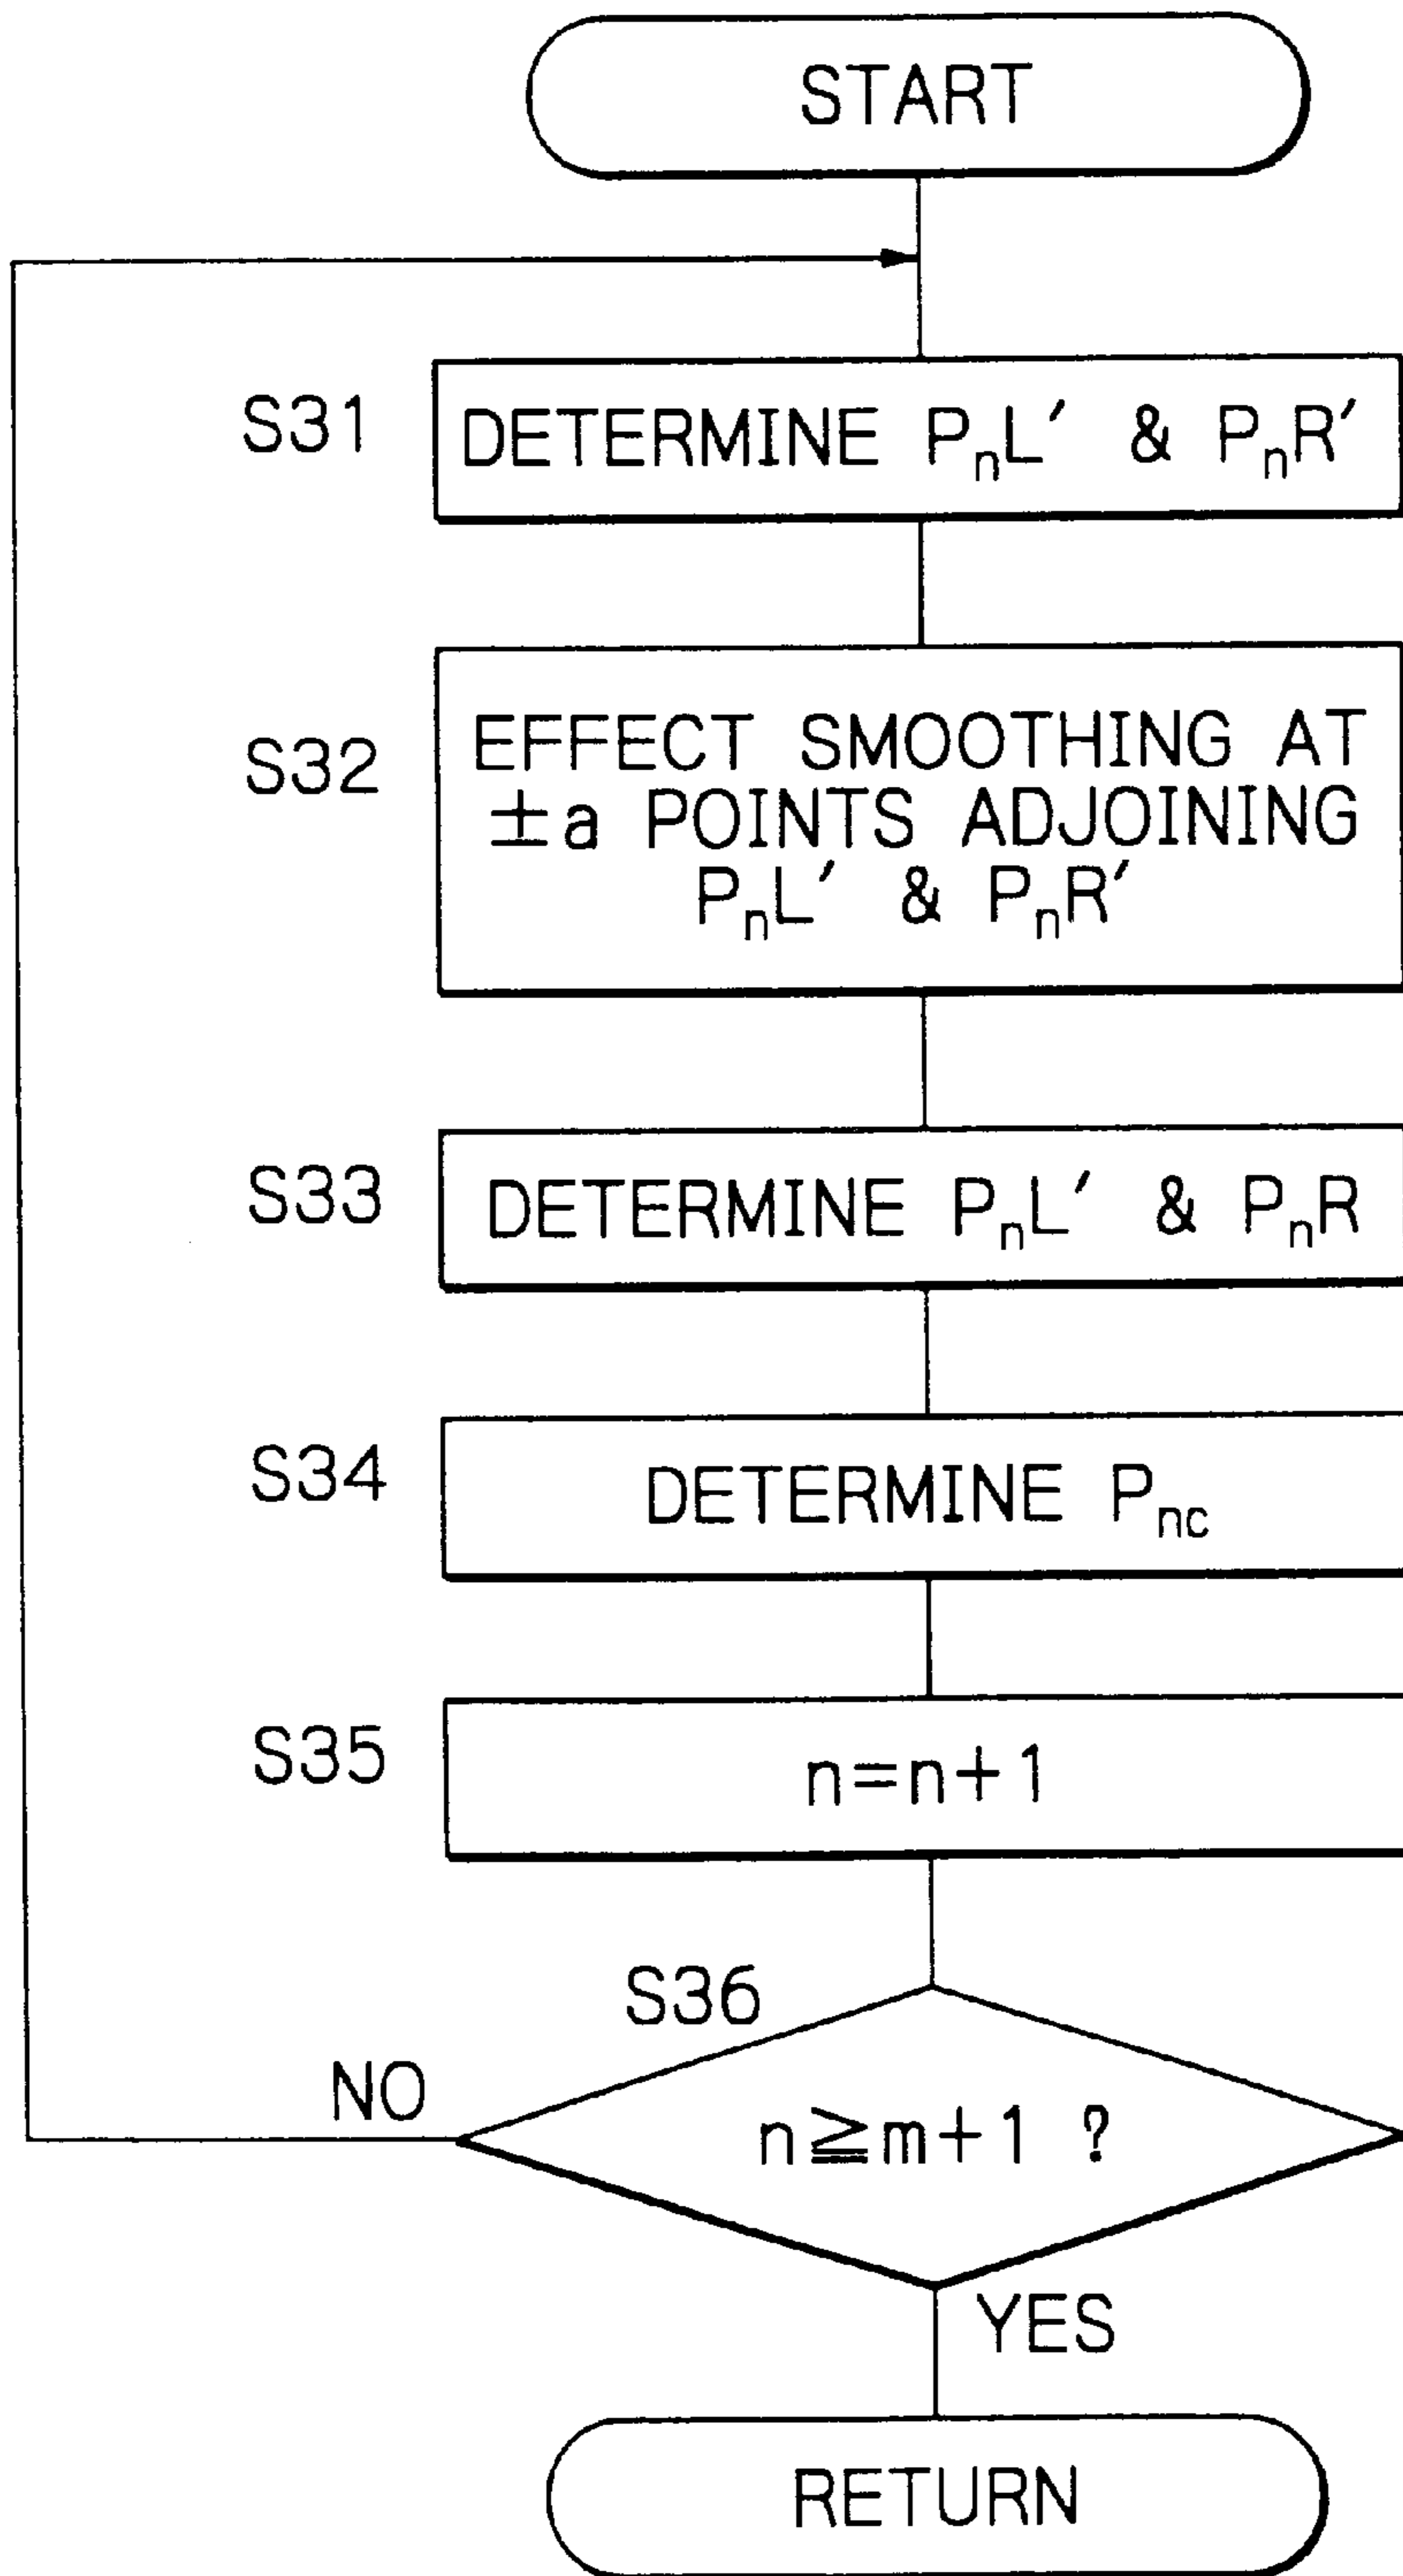 START
S31
DETERMINE PₙL′ & PₙR′
S32
EFFECT SMOOTHING AT
±a POINTS ADJOINING
PₙL′ & PₙR′
S33
DETERMINE PₙL′ & PₙR
S34
DETERMINE Pnc
S35
n=n+1
S36
NO
n≧m+1 ?
YES
RETURN